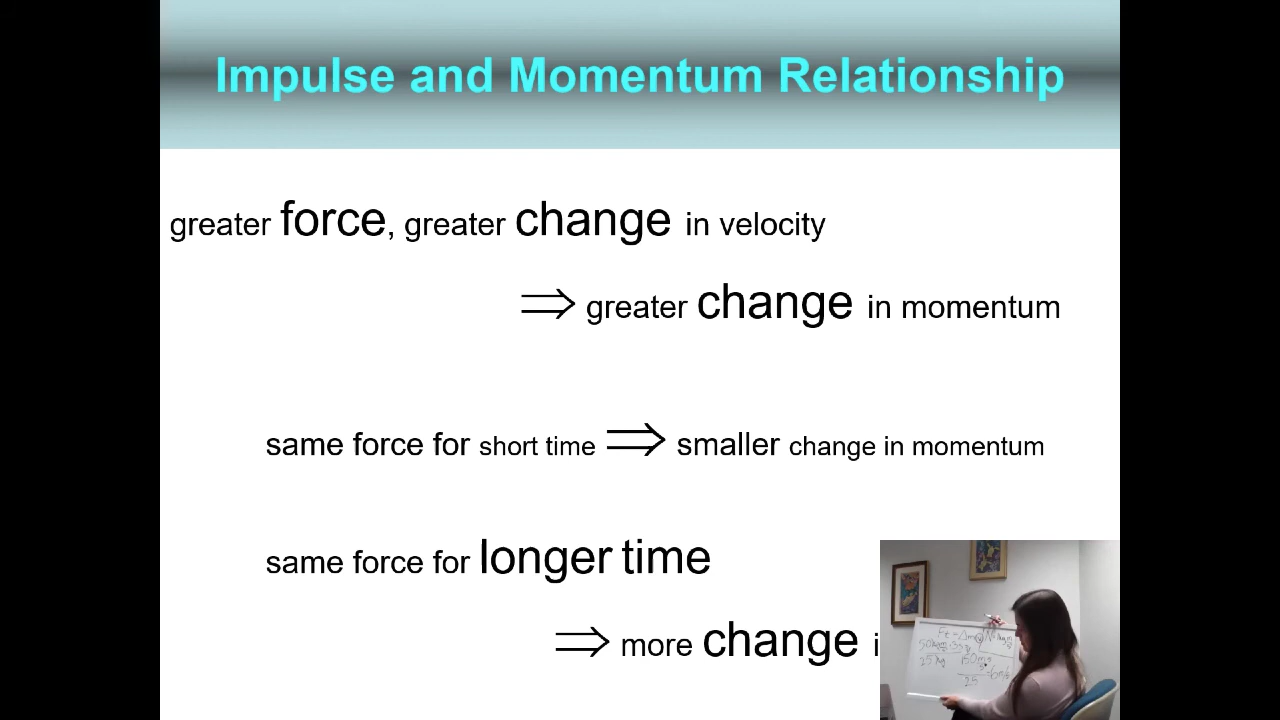 Impulse and Momentum Relationship
greater force, greater change in velocity
⇒ greater change in momentum
same force for short time ⇒ smaller change in momentum
same force for longer time
⇒ more change i